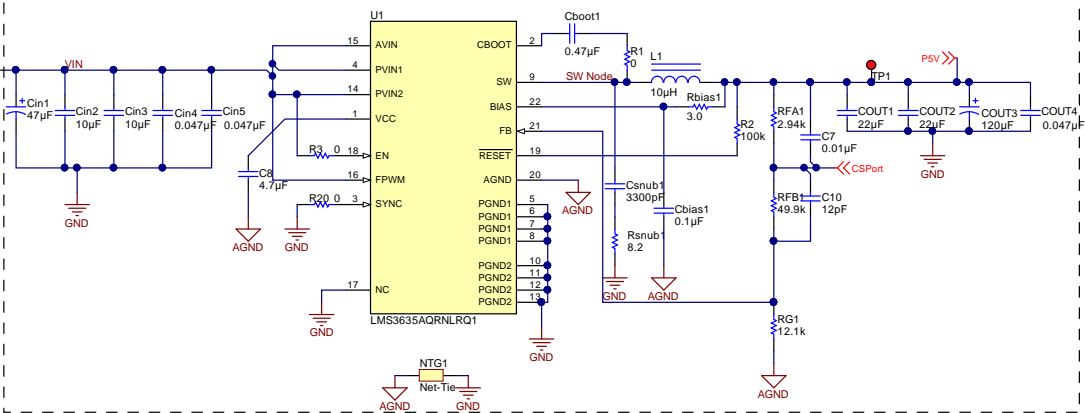 U1
Cboot1
0.47µF
R1
0
L1
10µH
P5V
TP1
VIN
15
AVIN
CBOOT
2
4
PVIN1
SW
9
SW Node
14
PVIN2
BIAS
22
Rbias1
3.0
1
VCC
FB
21
R2
100k
18
EN
RESET
19
16
FPWM
AGND
20
3
SYNC
PGND1
5
PGND1
6
PGND1
7
PGND1
8
PGND2
10
PGND2
11
PGND2
12
PGND2
13
17
NC
LMS3635AQRNLRQ1
Cin1
47µF
Cin2
10µF
Cin3
10µF
Cin4
0.047µF
Cin5
0.047µF
GND
C8
4.7µF
AGND
R3 0
R20 0
GND
GND
AGND
GND
Csnub1
3300pF
Rsnub1
8.2
GND
Cbias1
0.1µF
AGND
RFA1
2.94k
C7
0.01µF
CSPort
RFB1
49.9k
C10
12pF
RG1
12.1k
AGND
COUT1
22µF
COUT2
22µF
COUT3
120µF
COUT4
0.047µF
GND
NTG1
Net-Tie
AGND
GND